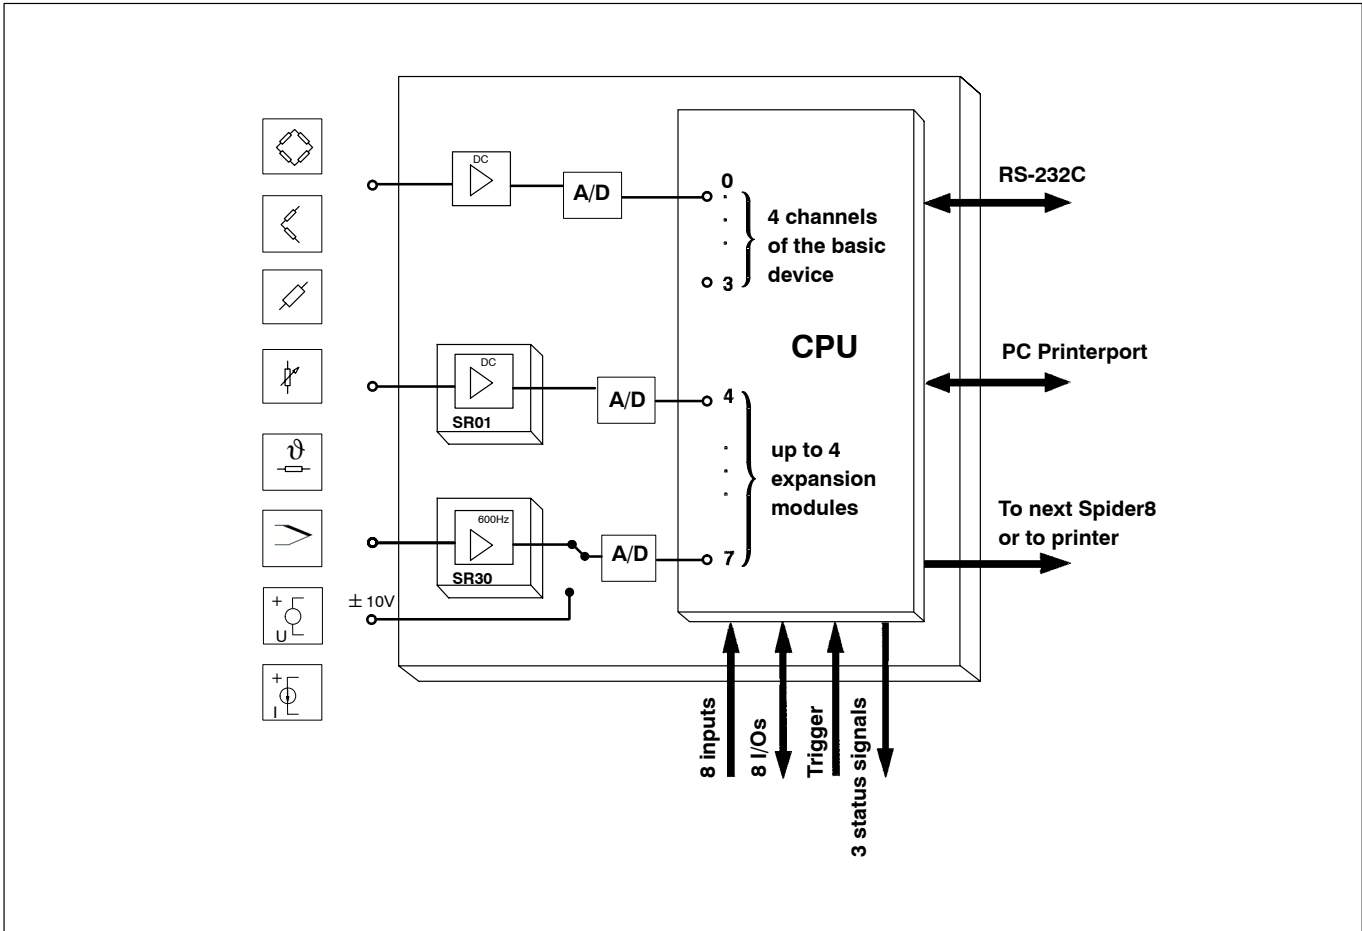 DC
A/D
0
3
4 channels
of the basic
device
RS-232C
CPU
PC Printerport
DC
SR01
A/D
4
up to 4
expansion
modules
7
ϑ
600Hz
SR30
A/D
To next Spider8
or to printer
± 10V
+
U
+
I
8 inputs
8 I/Os
Trigger
3 status signals